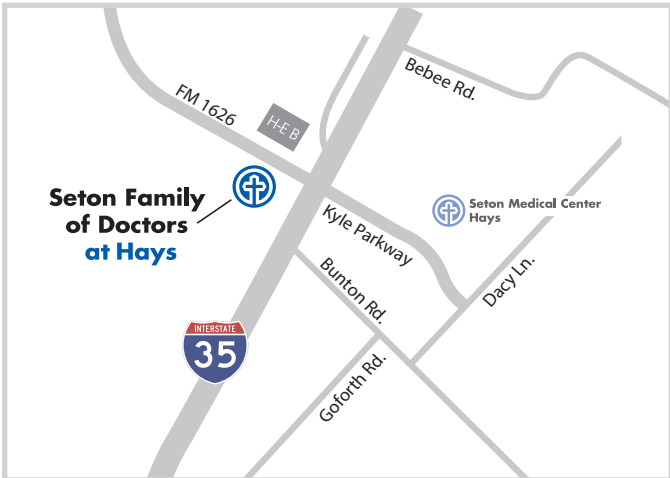 Bebee Rd.
FM 1626
H-E B
Seton Family
of Doctors
at Hays
Seton Medical Center
Hays
Kyle Parkway
Bunton Rd.
Dacy Ln.
INTERSTATE
35
Goforth Rd.